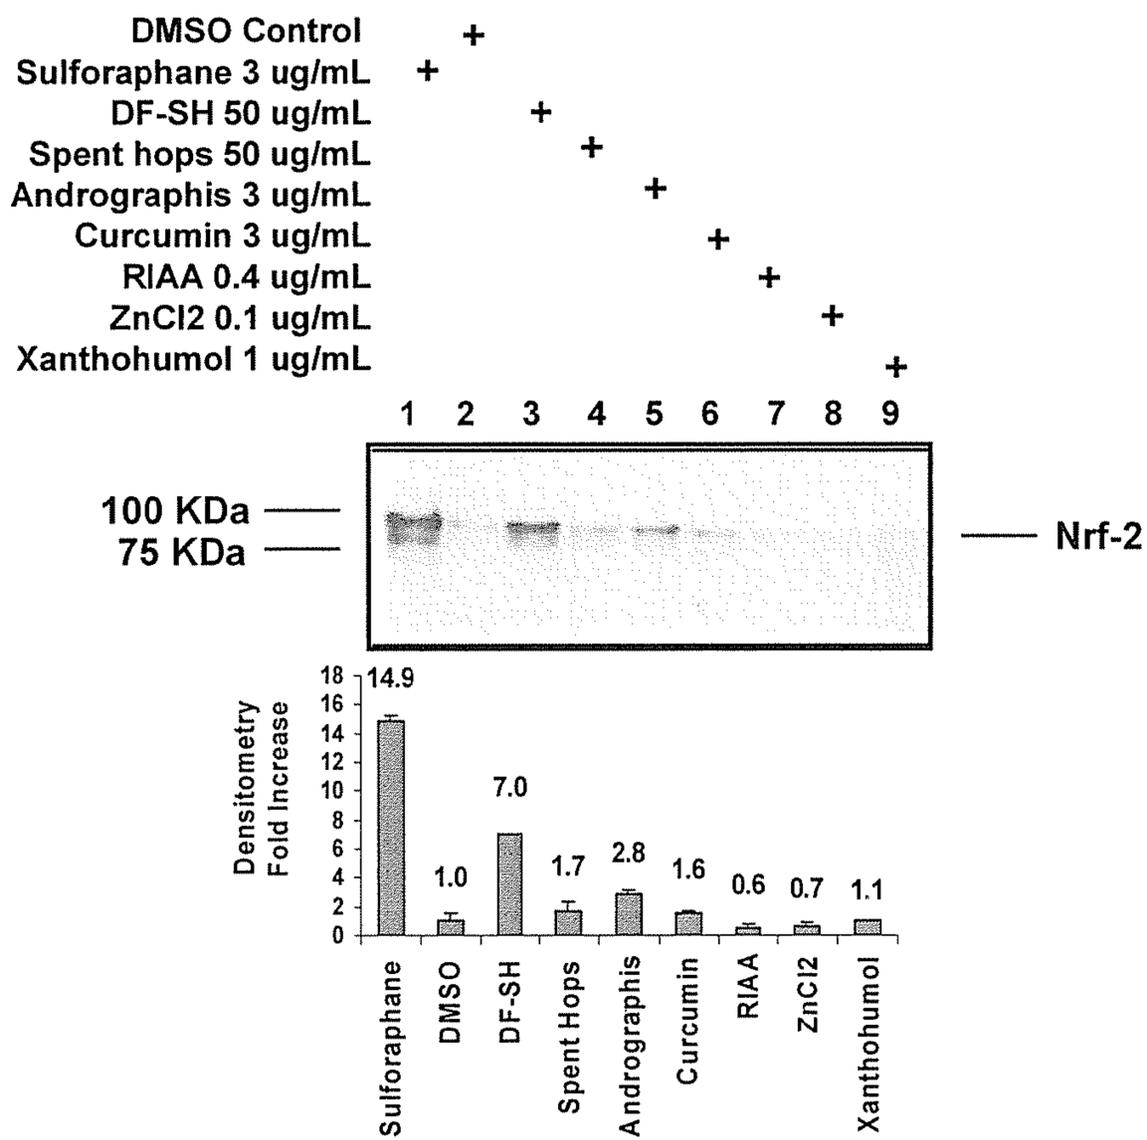 DMSO Control +
Sulforaphane 3 ug/mL +
DF-SH 50 ug/mL +
Spent hops 50 ug/mL +
Andrographis 3 ug/mL +
Curcumin 3 ug/mL +
RIAA 0.4 ug/mL +
ZnCl2 0.1 ug/mL +
Xanthohumol 1 ug/mL +
1 2 3 4 5 6 7 8 9
100 KDa
75 KDa
Nrf-2
Densitometry
Fold Increase
18
16
14
12
10
8
6
4
2
0
14.9
1.0
7.0
1.7
2.8
1.6
0.6
0.7
1.1
Sulforaphane
DMSO
DF-SH
Spent Hops
Andrographis
Curcumin
RIAA
ZnCl2
Xanthohumol